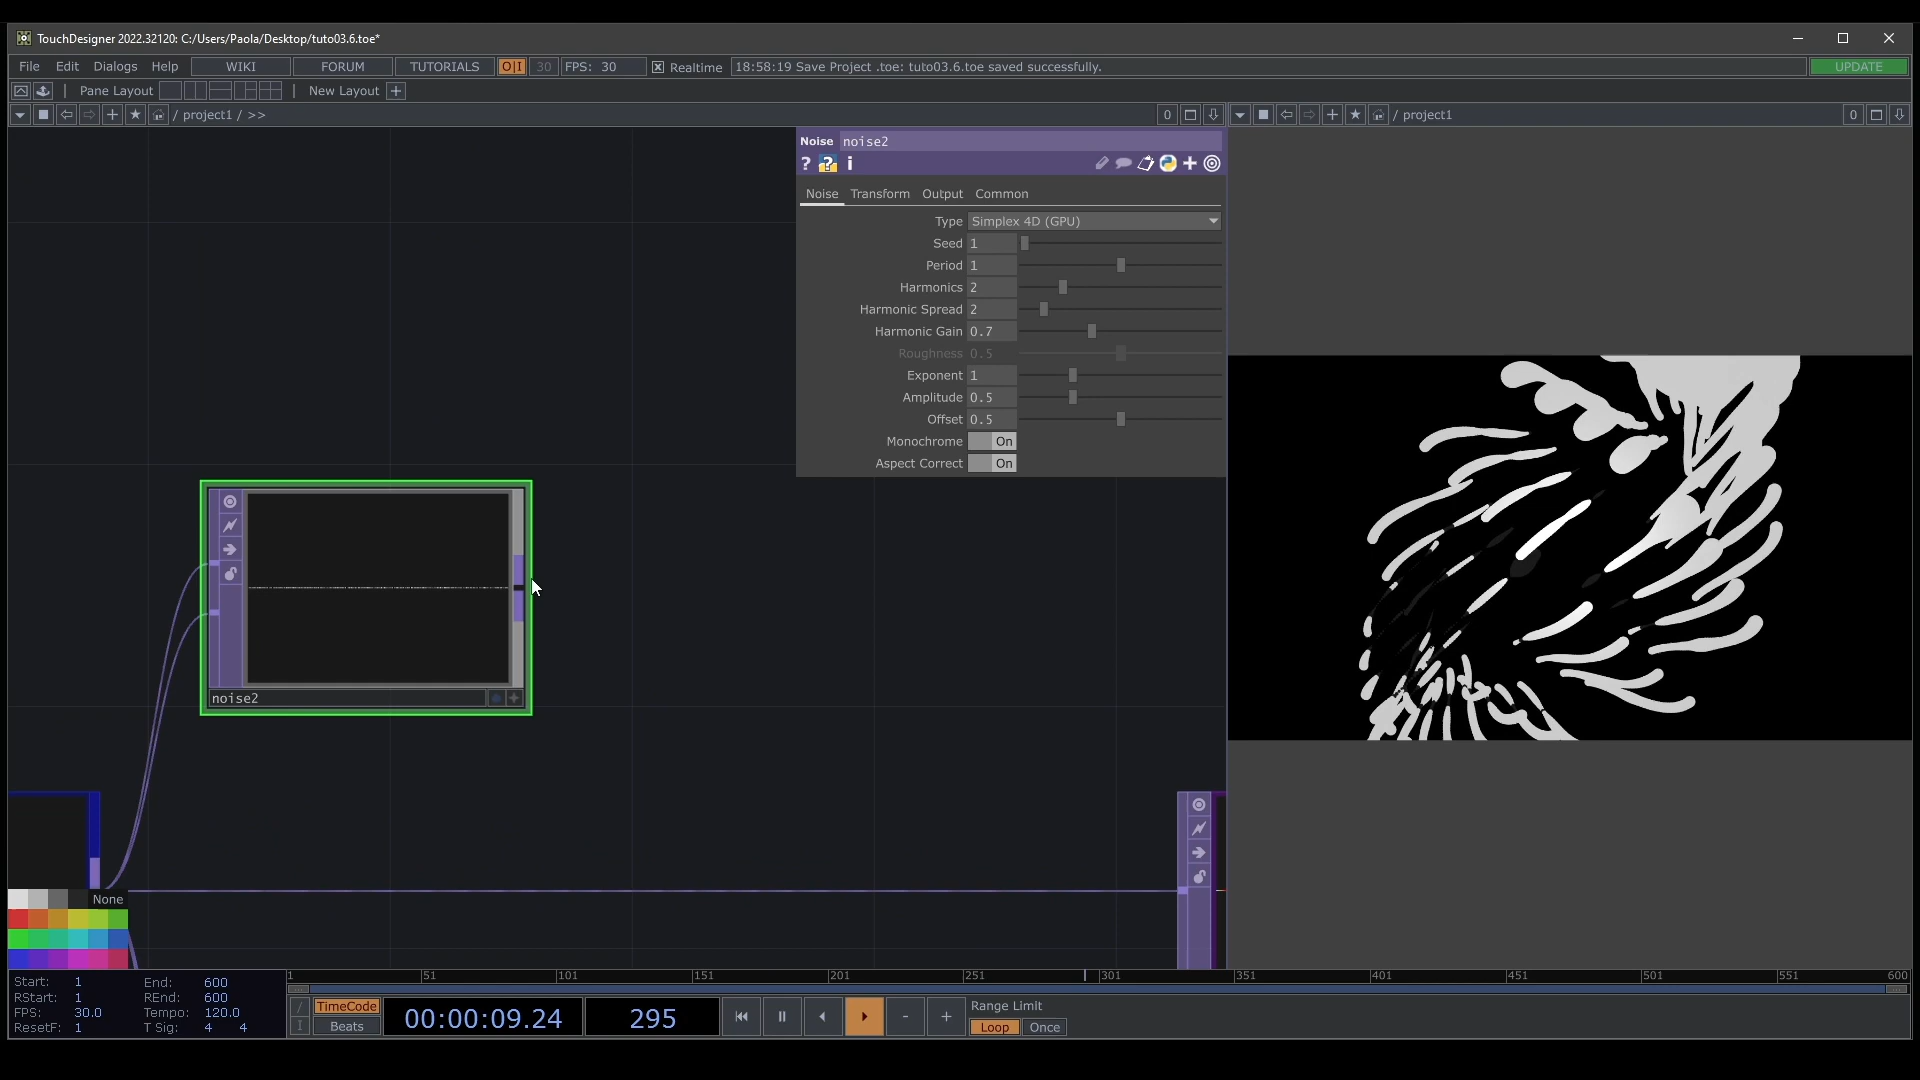 TouchDesigner 2022.32120: C:/Users/Paola/Desktop/tuto03.6.toe*
File Edit Dialogs Help WIKI FORUM TUTORIALS O|I 30 FPS: 30 Realtime 18:58:19 Save Project .toe: tuto03.6.toe saved successfully. UPDATE
Pane Layout New Layout +
/ project1 / >> 0 / project1 0
Noise noise2
? ? i
Noise Transform Output Common
Type Simplex 4D (GPU)
Seed 1
Period 1
Harmonics 2
Harmonic Spread 2
Harmonic Gain 0.7
Roughness 0.5
Exponent 1
Amplitude 0.5
Offset 0.5
Monochrome On
Aspect Correct On
noise2
None
1 51 101 151 201 251 301 351 401 451 501 551 600
Start: 1 End: 600
RStart: 1 REnd: 600
FPS: 30.0 Tempo: 120.0
ResetF: 1 T Sig: 4 4
/ TimeCode
I Beats
00:00:09.24 295 - +
Range Limit
Loop Once